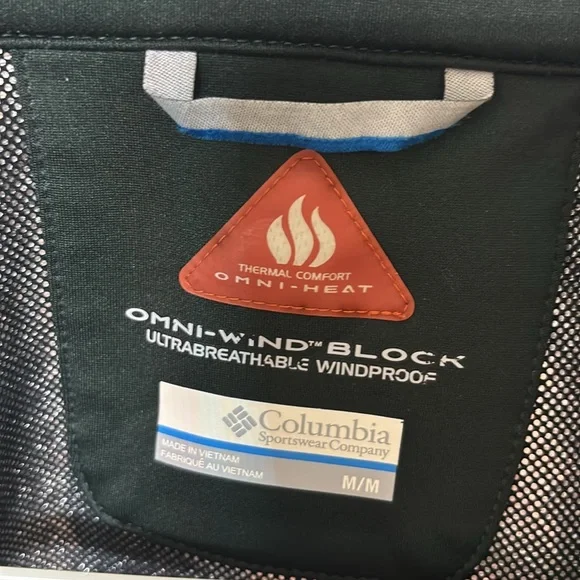 THERMAL COMFORT
OMNI-HEAT
OMNI-WIND™ BLOCK
ULTRABREATHABLE WINDPROOF
Columbia
Sportswear Company
MADE IN VIETNAM
FABRIQUÉ AU VIETNAM
M/M